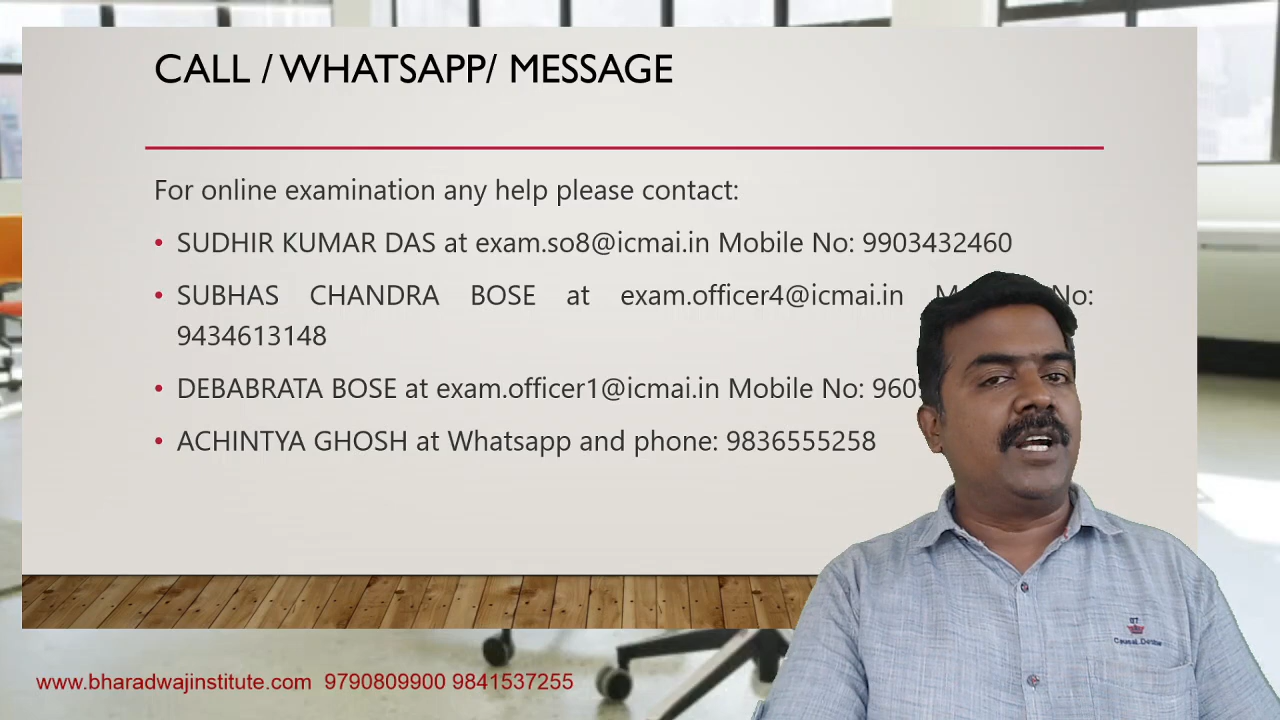 CALL / WHATSAPP/ MESSAGE
For online examination any help please contact:
• SUDHIR KUMAR DAS at exam.so8@icmai.in Mobile No: 9903432460
• SUBHAS CHANDRA BOSE at exam.officer4@icmai.in No:
9434613148
• DEBABRATA BOSE at exam.officer1@icmai.in Mobile No:
• ACHINTYA GHOSH at Whatsapp and phone: 9836555258
www.bharadwajinstitute.com 9790809900 9841537255